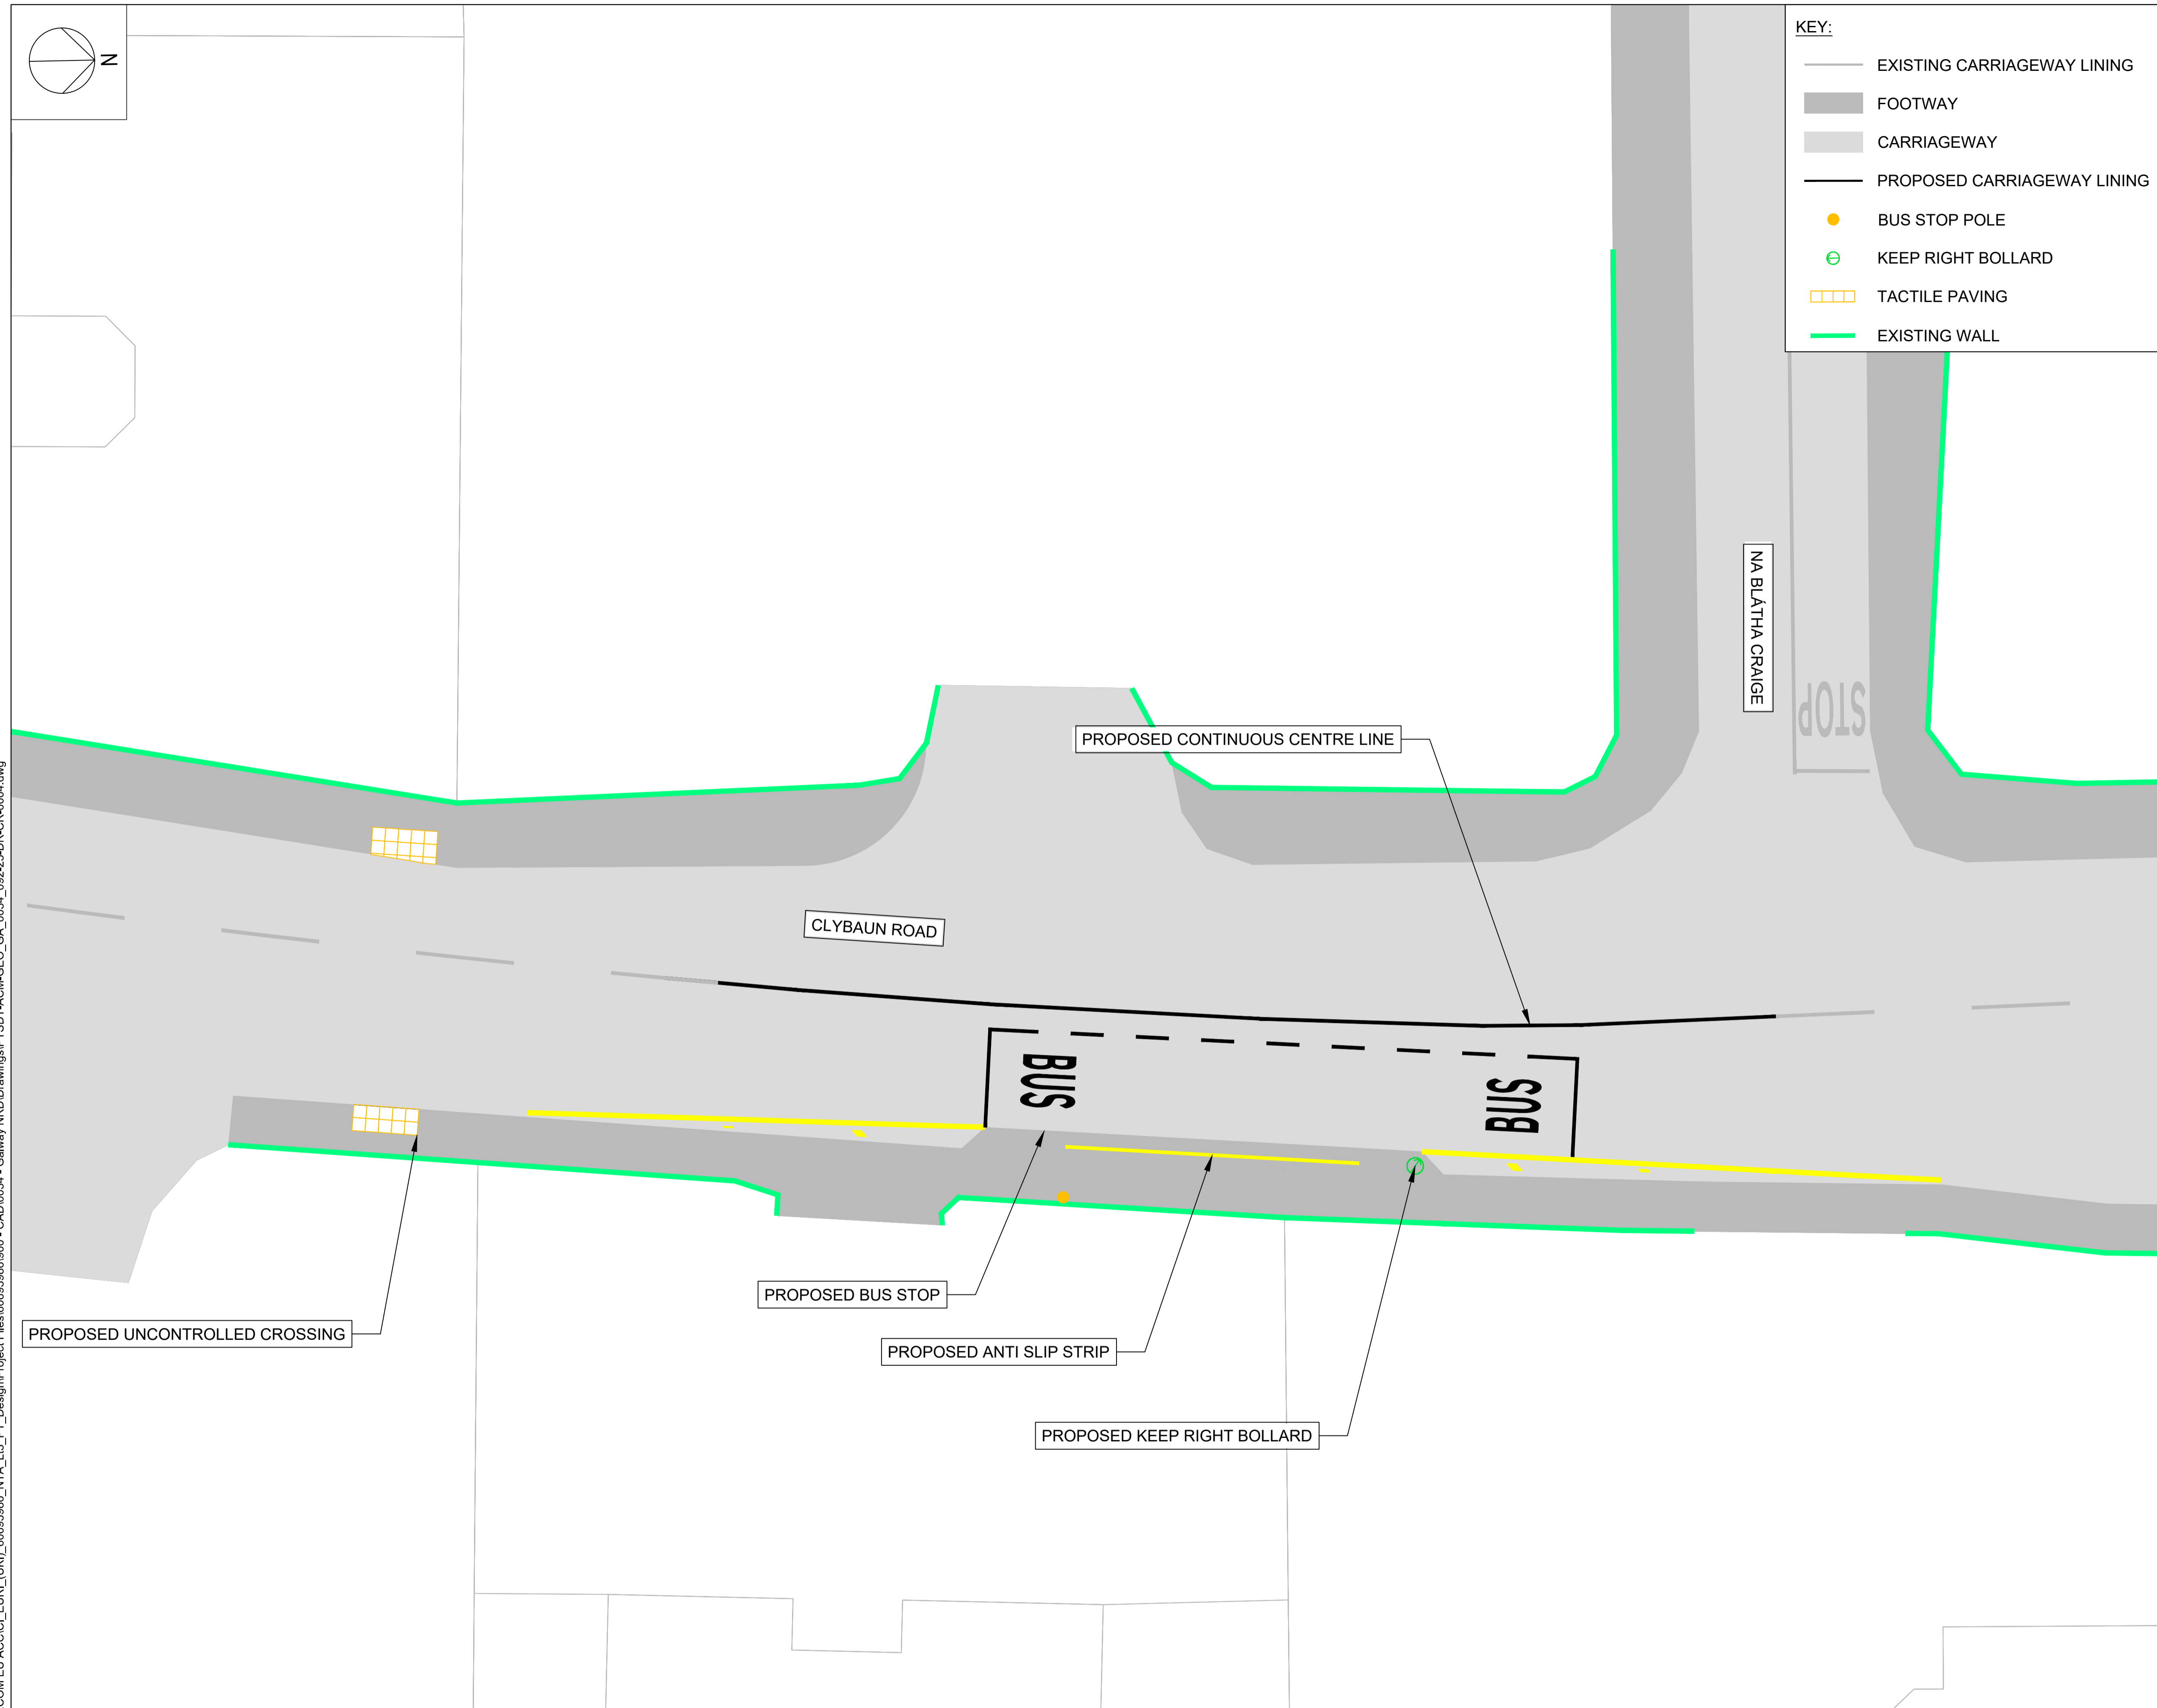 N
KEY:
EXISTING CARRIAGEWAY LINING
FOOTWAY
CARRIAGEWAY
PROPOSED CARRIAGEWAY LINING
BUS STOP POLE
KEEP RIGHT BOLLARD
TACTILE PAVING
EXISTING WALL
NA BLÁTHA CRAIGE
STOP
PROPOSED CONTINUOUS CENTRE LINE
CLYBAUN ROAD
BUS
BUS
PROPOSED BUS STOP
PROPOSED UNCONTROLLED CROSSING
PROPOSED ANTI SLIP STRIP
PROPOSED KEEP RIGHT BOLLARD